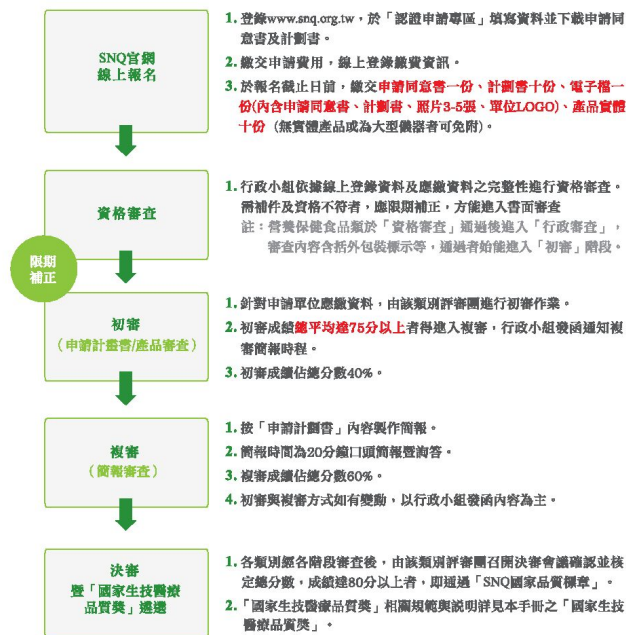 SNQ官網
線上報名
1. 登錄www.snq.org.tw，於「認證申請專區」填寫資料並下載申請同
意書及計劃書。
2. 繳交申請費用，線上登錄繳費資訊。
3. 於報名截止日前，繳交申請同意書一份、計劃書十份、電子檔一
份(內含申請同意書、計劃書、照片3-5張、單位LOGO)、產品實體
十份 (無實體產品或為大型儀器者可免附)。
資格審查
1. 行政小組依據線上登錄資料及應繳資料之完整性進行資格審查。
需補件及資格不符者，應限期補正，方能進入書面審查
註：營養保健食品類於「資格審查」通過後進入「行政審查」，
審查內容含括外包裝標示等，通過者始能進入「初審」階段。
限期
補正
初審
（申請計畫書/產品審查）
1. 針對申請單位應繳資料，由該類別評審團進行初審作業。
2. 初審成績總平均達75分以上者得進入複審，行政小組發函通知複
審簡報時程。
3. 初審成績佔總分數40%。
複審
（簡報審查）
1. 按「申請計劃書」內容製作簡報。
2. 簡報時間為20分鐘口頭簡報暨詢答。
3. 複審成績佔總分數60%。
4. 初審與複審方式如有變動，以行政小組發函內容為主。
決審
暨「國家生技醫療
品質獎」遴選
1. 各類別經各階段審查後，由該類別評審團召開決審會議確認並核
定總分數，成績達80分以上者，即通過「SNQ國家品質標章」。
2. 「國家生技醫療品質獎」相關規範與說明詳見本手冊之「國家生技
醫療品質獎」。